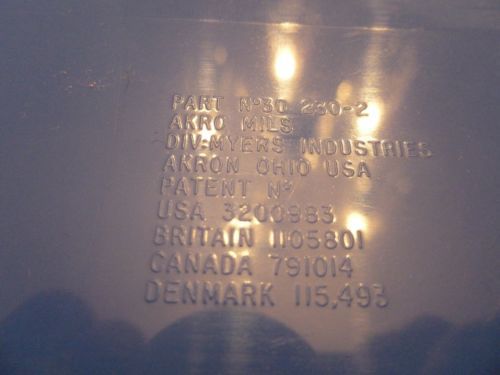 PART Nº30 230-2
AKRO MILS
DIV:MYERS INDUSTRIES
AKRON OHIO USA
PATENT Nº
USA 3200983
BRITAIN 1105801
CANADA 791014
DENMARK 115,493